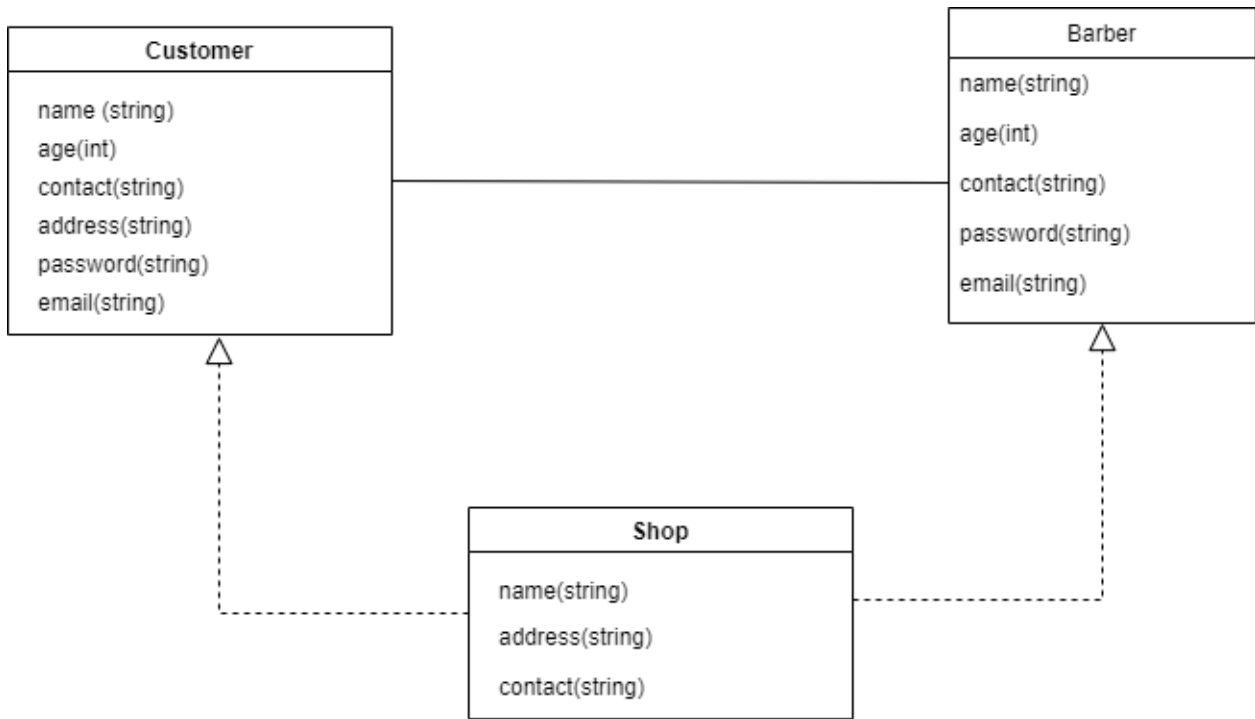 Customer
name (string)
age(int)
contact(string)
address(string)
password(string)
email(string)
Barber
name(string)
age(int)
contact(string)
password(string)
email(string)
Shop
name(string)
address(string)
contact(string)